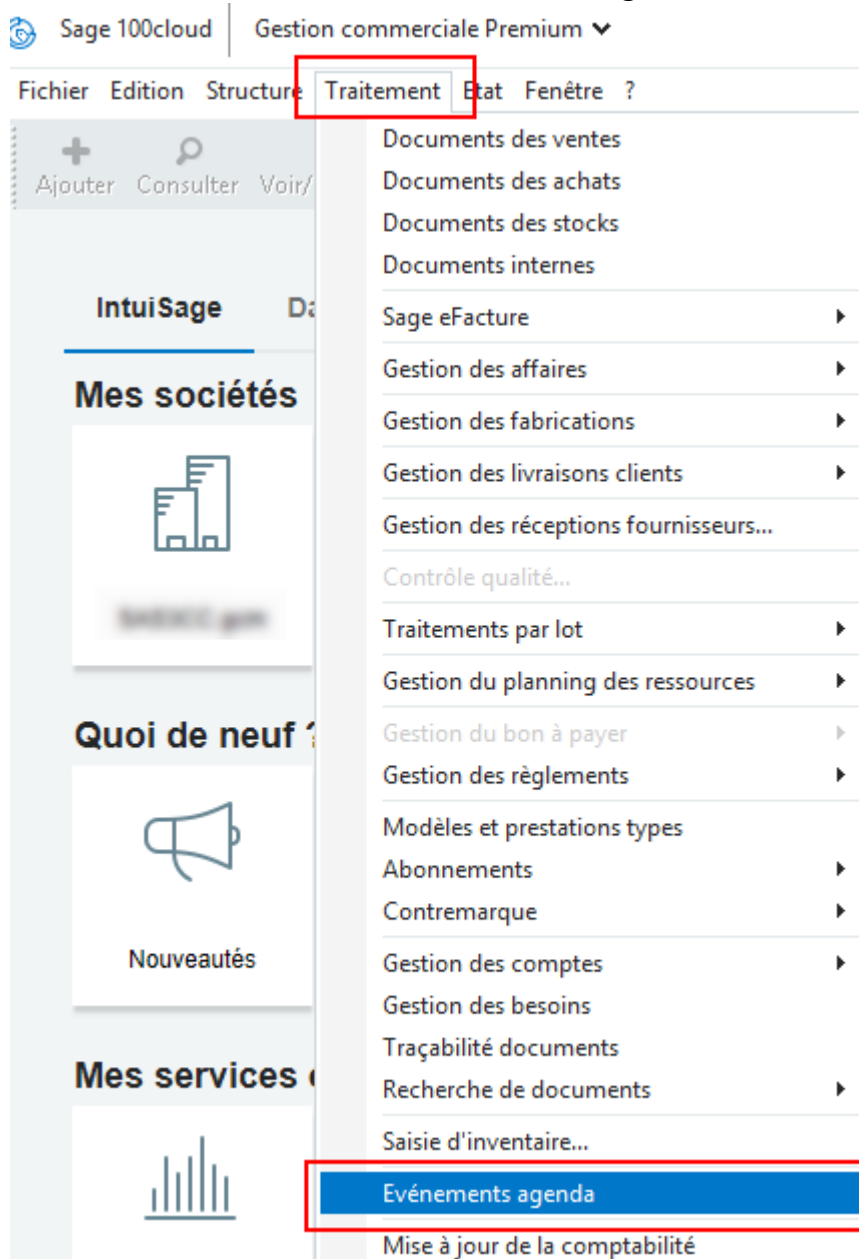 Sage 100cloud Gestion commerciale Premium
Fichier Edition Structure Traitement Etat Fenêtre ?
Ajouter Consulter Voir/
Documents des ventes
Documents des achats
Documents des stocks
Documents internes
Sage eFacture
Gestion des affaires
Gestion des fabrications
Gestion des livraisons clients
Gestion des réceptions fournisseurs...
Contrôle qualité...
Traitements par lot
Gestion du planning des ressources
Gestion du bon à payer
Gestion des règlements
Modèles et prestations types
Abonnements
Contremarque
Gestion des comptes
Gestion des besoins
Traçabilité documents
Recherche de documents
Saisie d'inventaire...
Evénements agenda
Mise à jour de la comptabilité
IntuiSage
Mes sociétés
Quoi de neuf ?
Nouveautés
Mes services